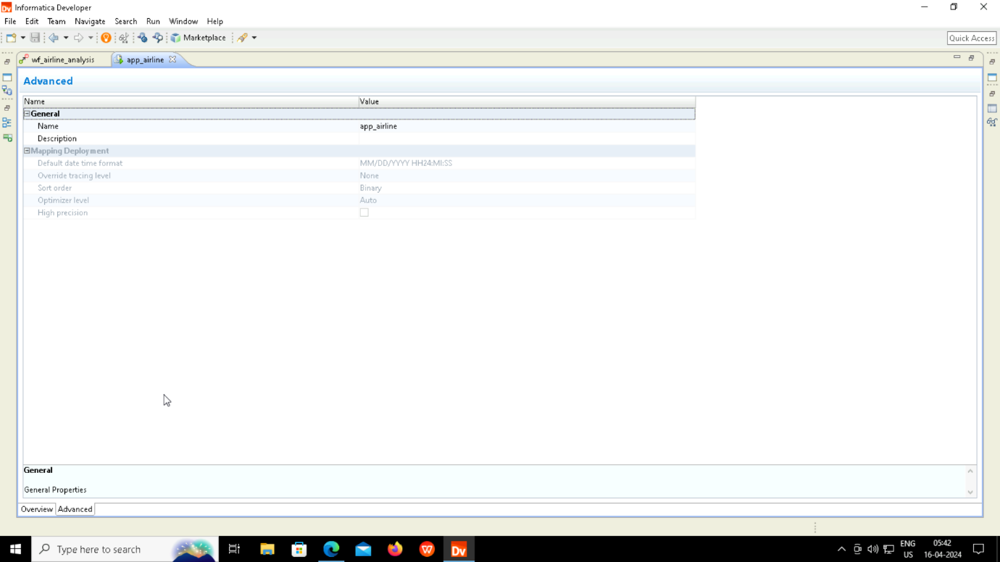 Informatica Developer
File Edit Team Navigate Search Run Window Help
Marketplace
Quick Access
wf_airline_analysis app_airline
Advanced
Name Value
General
Name app_airline
Description
Mapping Deployment
Default date time format MM/DD/YYYY HH24:MI:SS
Override tracing level None
Sort order Binary
Optimizer level Auto
High precision
General
General Properties
Overview Advanced
Type here to search
Dv
ENG
US
05:42
16-04-2024